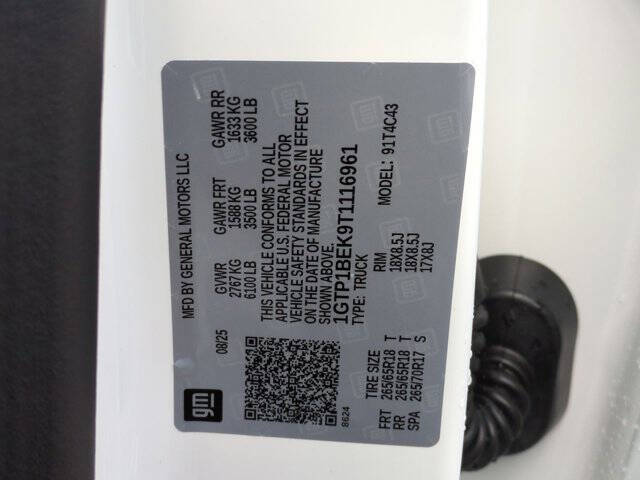 gm
MFD BY GENERAL MOTORS LLC
08/25
GVWR GAWR FRT GAWR RR
2767 KG 1588 KG 1633 KG
6100 LB 3500 LB 3600 LB
THIS VEHICLE CONFORMS TO ALL
APPLICABLE U.S. FEDERAL MOTOR
VEHICLE SAFETY STANDARDS IN EFFECT
ON THE DATE OF MANUFACTURE
SHOWN ABOVE.
1GTP1BEK9T1116961
TYPE: TRUCK MODEL: 91T4C43
8624
TIRE SIZE RIM
FRT 265/65R18 T 18X8.5J
RR 265/65R18 T 18X8.5J
SPA 265/70R17 S 17X8J